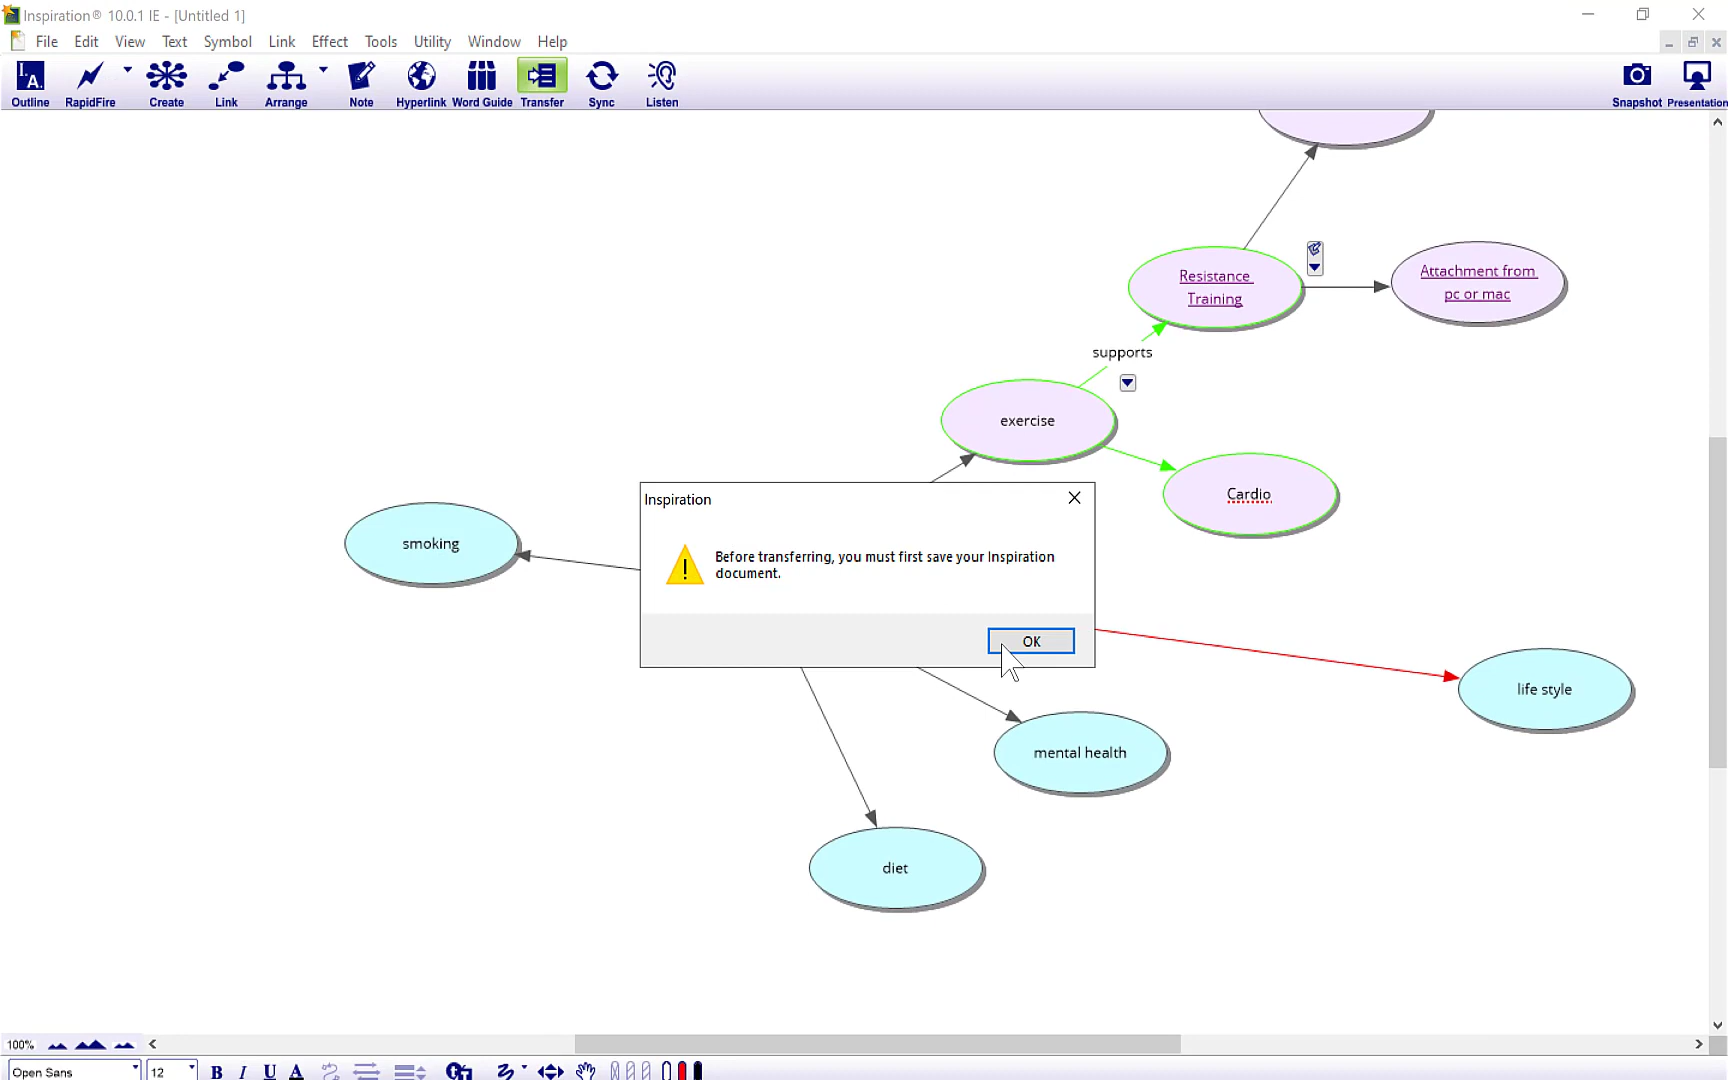 Inspiration® 10.0.1 IE - [Untitled 1]
File Edit View Text Symbol Link Effect Tools Utility Window Help
Outline RapidFire Create Link Arrange Note Hyperlink Word Guide Transfer Sync Listen Snapshot Presentation
Resistance
Training
Attachment from
pc or mac
supports
exercise
Cardio
Inspiration
smoking
Before transferring, you must first save your Inspiration
document.
OK
life style
mental health
diet
100%
Open Sans 12 B I U A